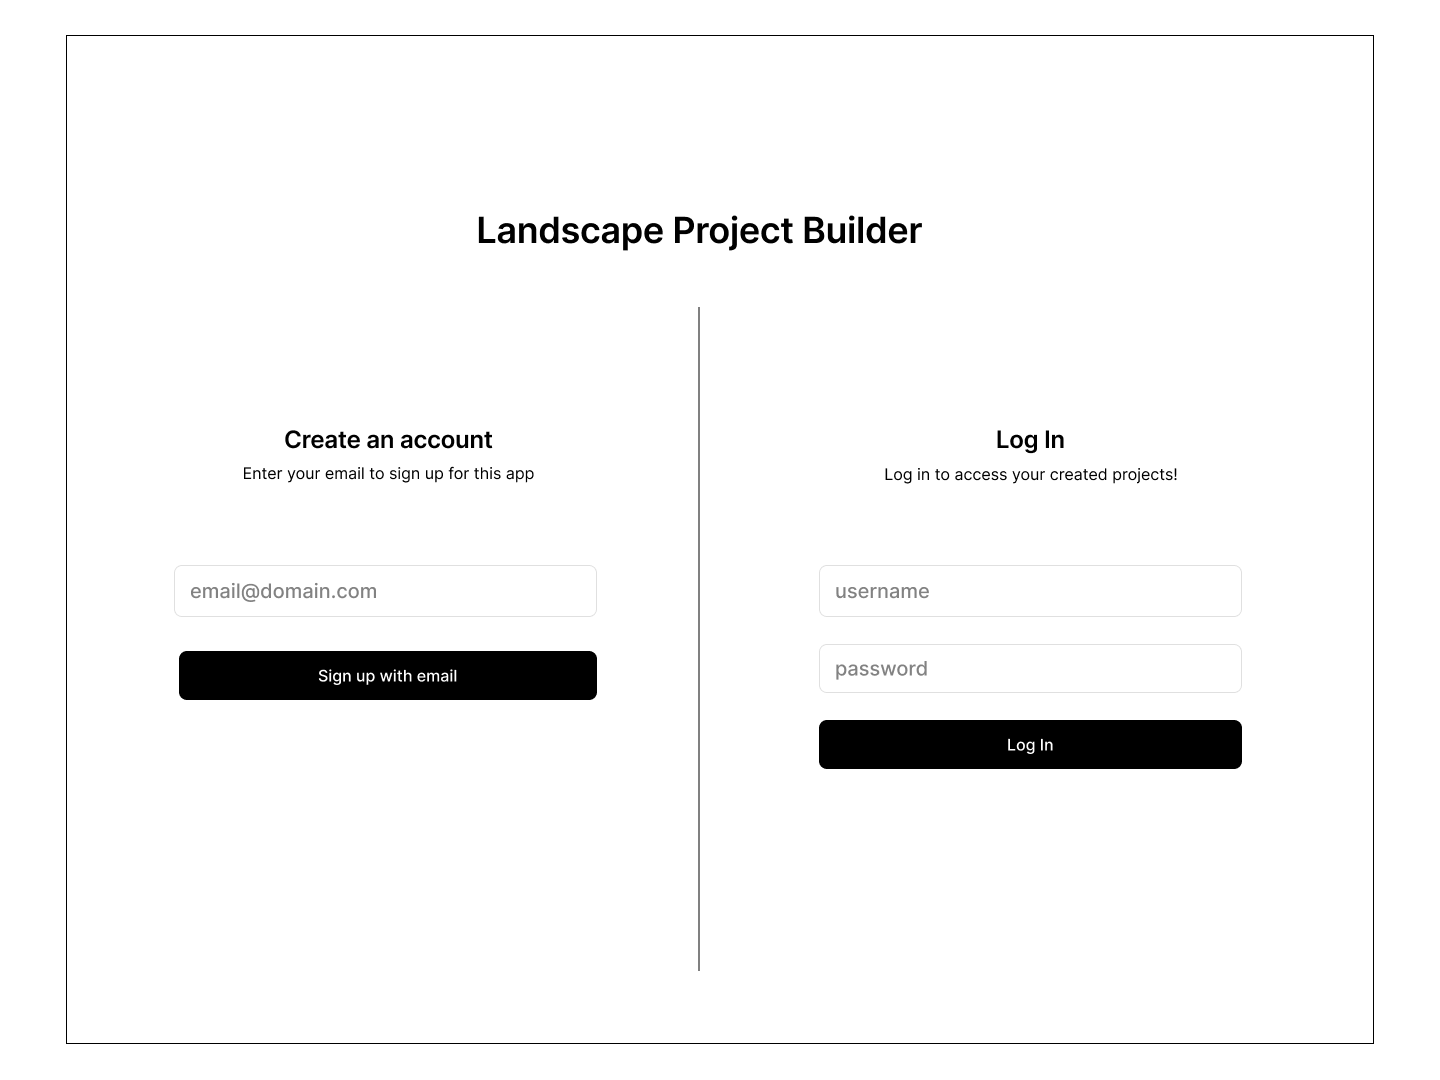 Landscape Project Builder
Create an account
Enter your email to sign up for this app
email@domain.com
Sign up with email
Log In
Log in to access your created projects!
username
password
Log In